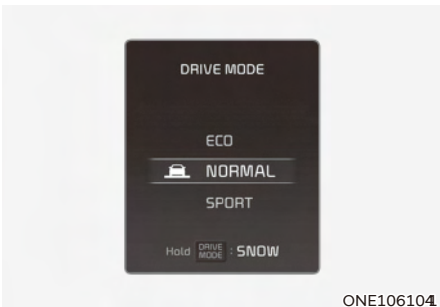 DRIVE MODE
ECO
NORMAL
SPORT
Hold DRIVE MODE : SNOW
ONE106104